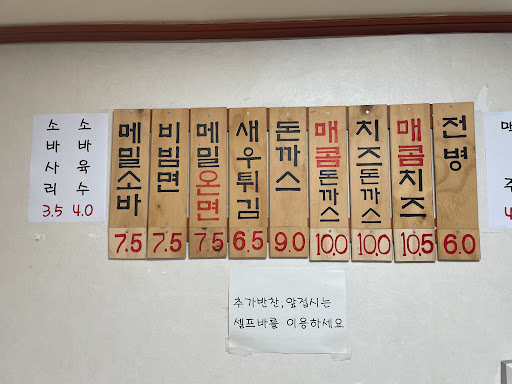 소바사리
3.5
소바육수
4.0
메밀소바
7.5
비빔면
7.5
메밀온면
7.5
새우튀김
6.5
돈까스
9.0
매콤돈까스
10.0
치즈돈까스
10.0
매콤치즈
10.5
전병
6.0
추가반찬, 앞접시는
셀프바를 이용하세요